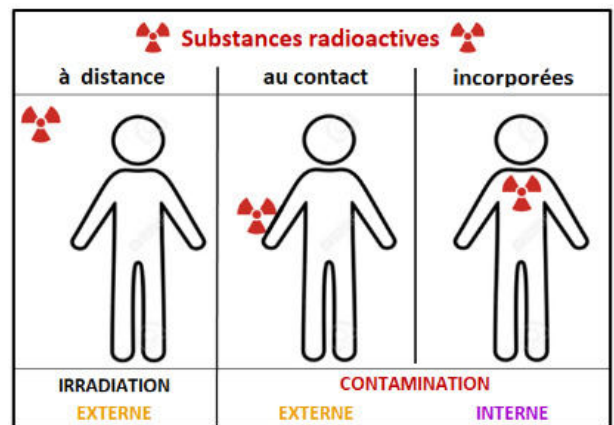 Substances radioactives
à distance au contact incorporées
IRRADIATION CONTAMINATION
EXTERNE EXTERNE INTERNE